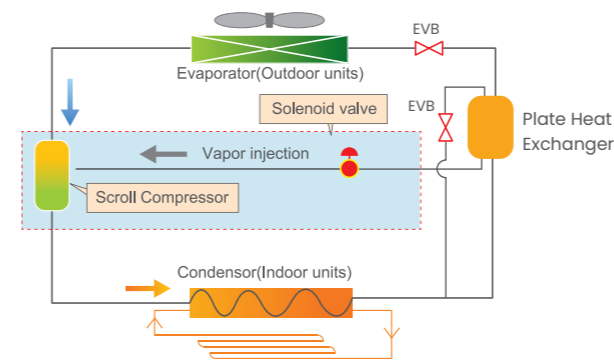 EVB
Evaporator(Outdoor units)
Solenoid valve
EVB
Plate Heat
Exchanger
Vapor injection
Scroll Compressor
Condensor(Indoor units)